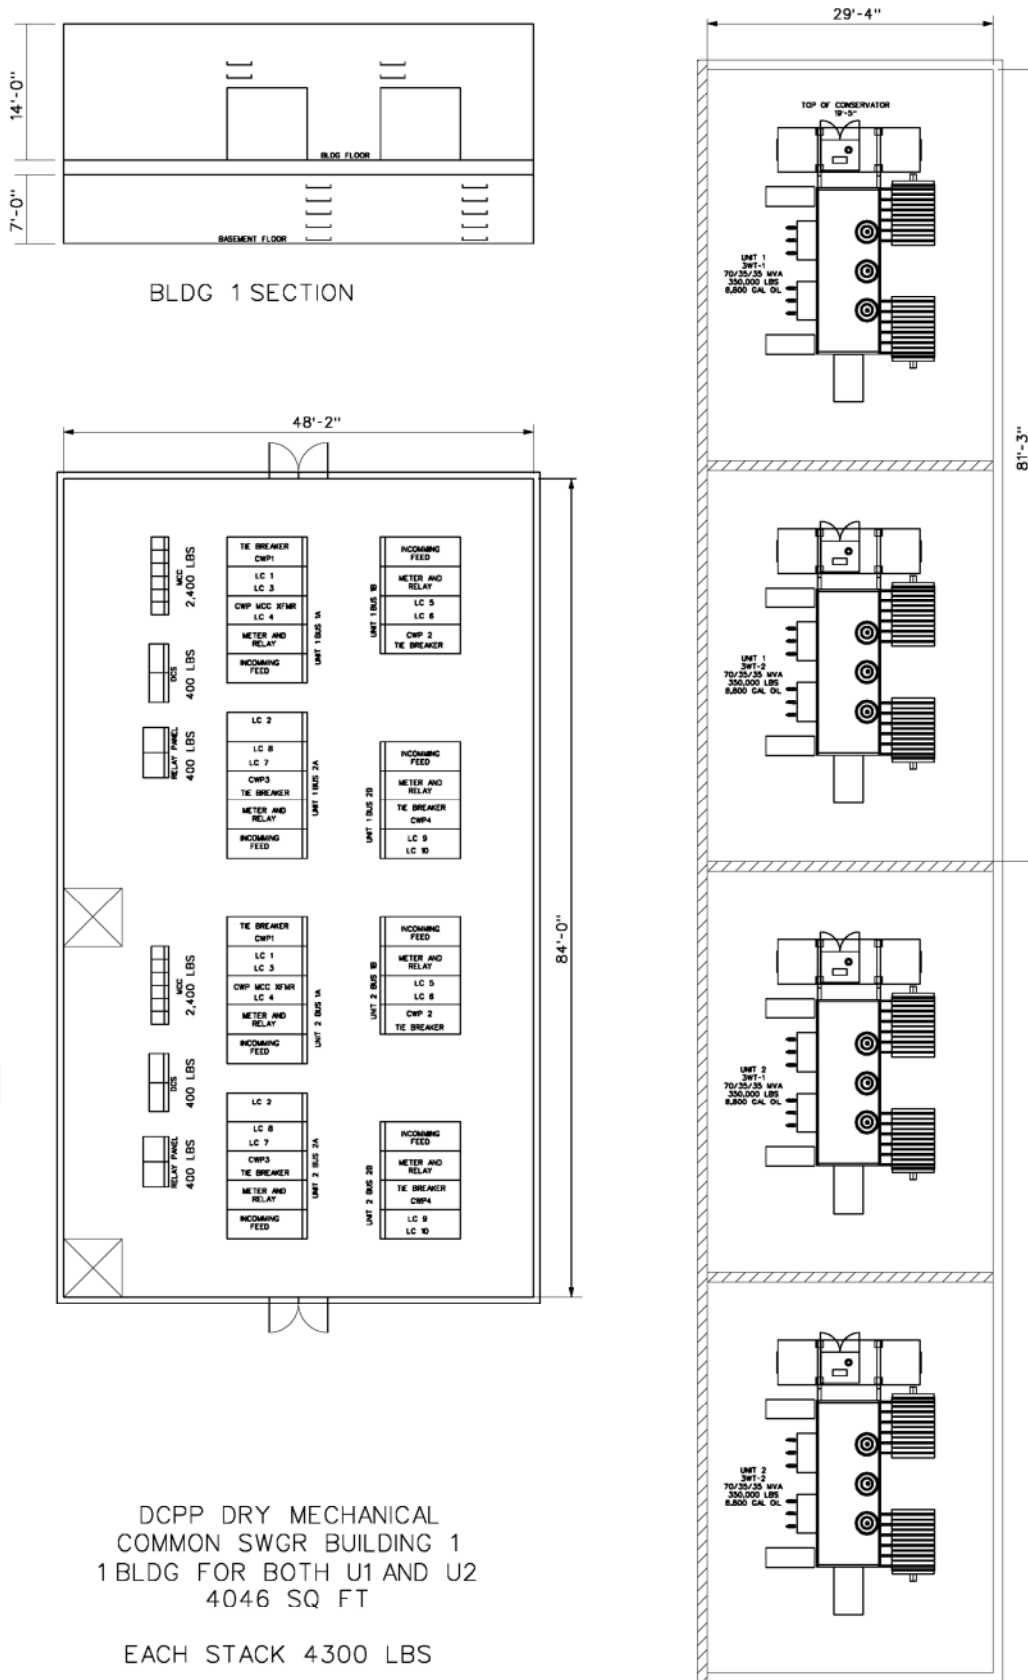 14'-0"
7'-0"
BLDG FLOOR
BASEMENT FLOOR
BLDG 1 SECTION
48'-2"
84'-0"
MCC
2,400 LBS
DCS
400 LBS
RELAY PANEL
400 LBS
TIE BREAKER
CWP1
LC 1
LC 3
CWP MCC XFMR
LC 4
METER AND
RELAY
INCOMMING
FEED
UNIT 1 BUS 1A
INCOMMING
FEED
METER AND
RELAY
LC 5
LC 6
CWP 2
TIE BREAKER
UNIT 1 BUS 1B
LC 2
LC 8
LC 7
CWP3
TIE BREAKER
METER AND
RELAY
INCOMMING
FEED
UNIT 1 BUS 2A
INCOMMING
FEED
METER AND
RELAY
TIE BREAKER
CWP4
LC 9
LC 10
UNIT 1 BUS 2B
MCC
2,400 LBS
DCS
400 LBS
RELAY PANEL
400 LBS
TIE BREAKER
CWP1
LC 1
LC 3
CWP MCC XFMR
LC 4
METER AND
RELAY
INCOMMING
FEED
UNIT 2 BUS 1A
INCOMMING
FEED
METER AND
RELAY
LC 5
LC 6
CWP 2
TIE BREAKER
UNIT 2 BUS 1B
LC 2
LC 8
LC 7
CWP3
TIE BREAKER
METER AND
RELAY
INCOMMING
FEED
UNIT 2 BUS 2A
INCOMMING
FEED
METER AND
RELAY
TIE BREAKER
CWP4
LC 9
LC 10
UNIT 2 BUS 2B
DCPP DRY MECHANICAL
COMMON SWGR BUILDING 1
1 BLDG FOR BOTH U1 AND U2
4046 SQ FT
EACH STACK 4300 LBS
29'-4"
81'-3"
TOP OF CONSERVATOR
19'-5"
UNIT 1
3WT-1
70/35/35 MVA
350,000 LBS
8,800 GAL OIL
UNIT 1
3WT-2
70/35/35 MVA
350,000 LBS
8,800 GAL OIL
UNIT 2
3WT-1
70/35/35 MVA
350,000 LBS
8,800 GAL OIL
UNIT 2
3WT-2
70/35/35 MVA
350,000 LBS
8,800 GAL OIL